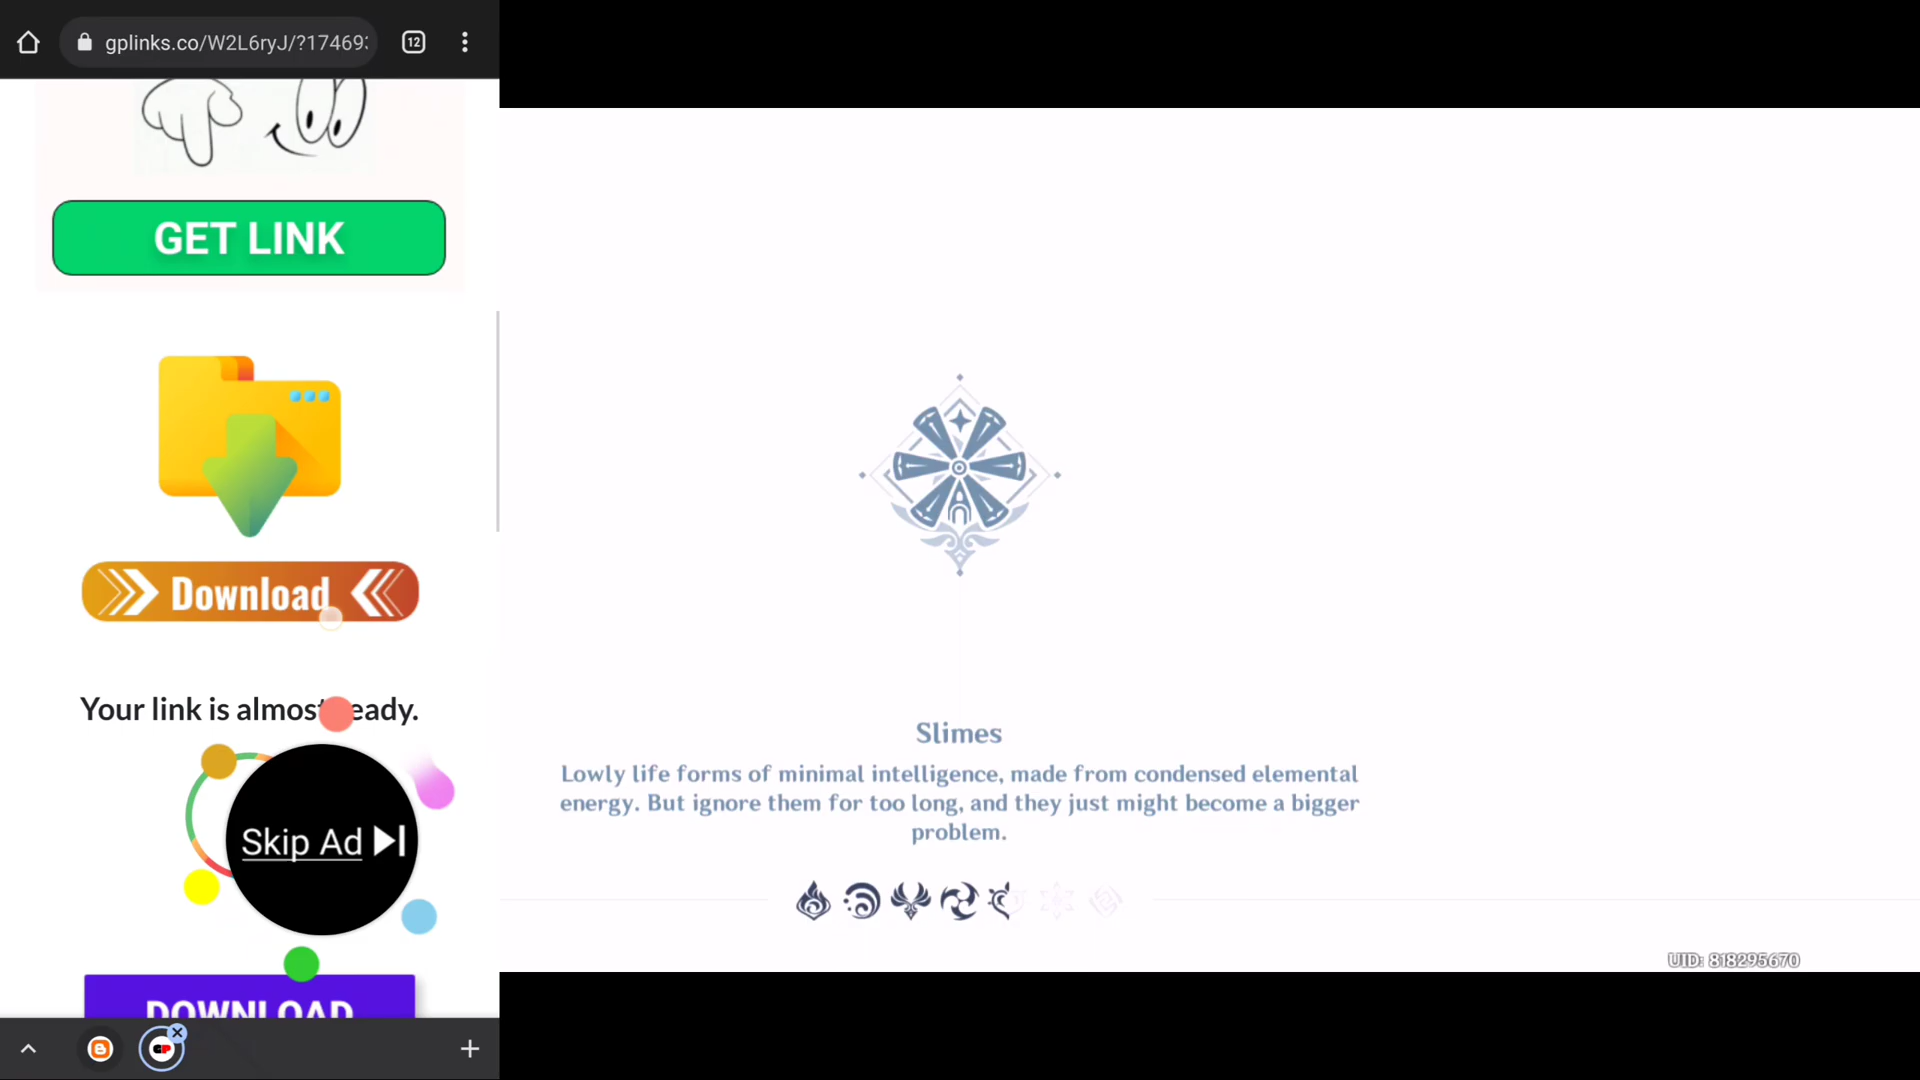 gplinks.co/W2L6ryJ/?17469
12
GET LINK
Download
Your link is almost ready.
Skip Ad
DOWNLOAD
Slimes
Lowly life forms of minimal intelligence, made from condensed elemental
energy. But ignore them for too long, and they just might become a bigger
problem.
UID: 818295670